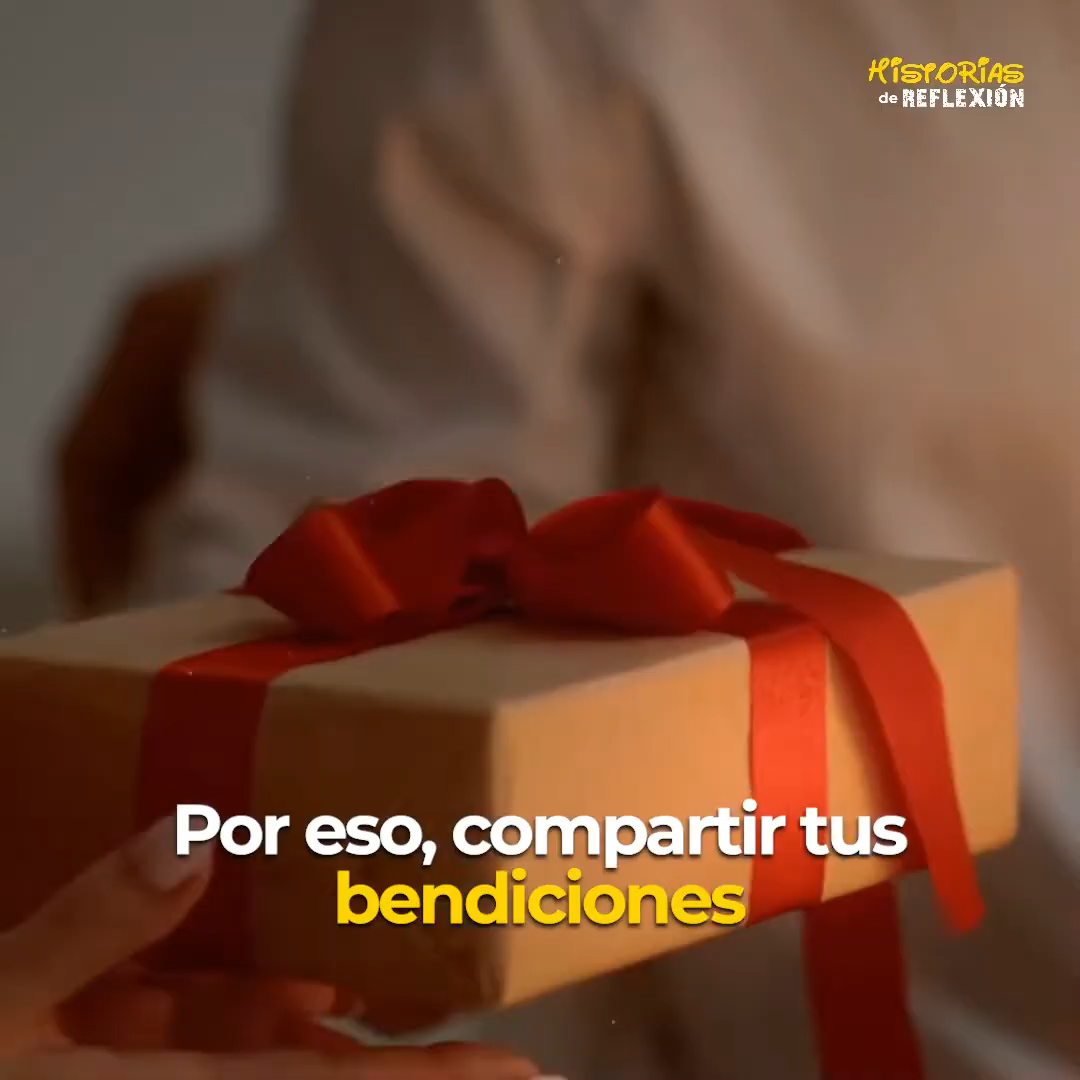 HISTORIAS
de REFLEXIÓN
Por eso, compartir tus
bendiciones